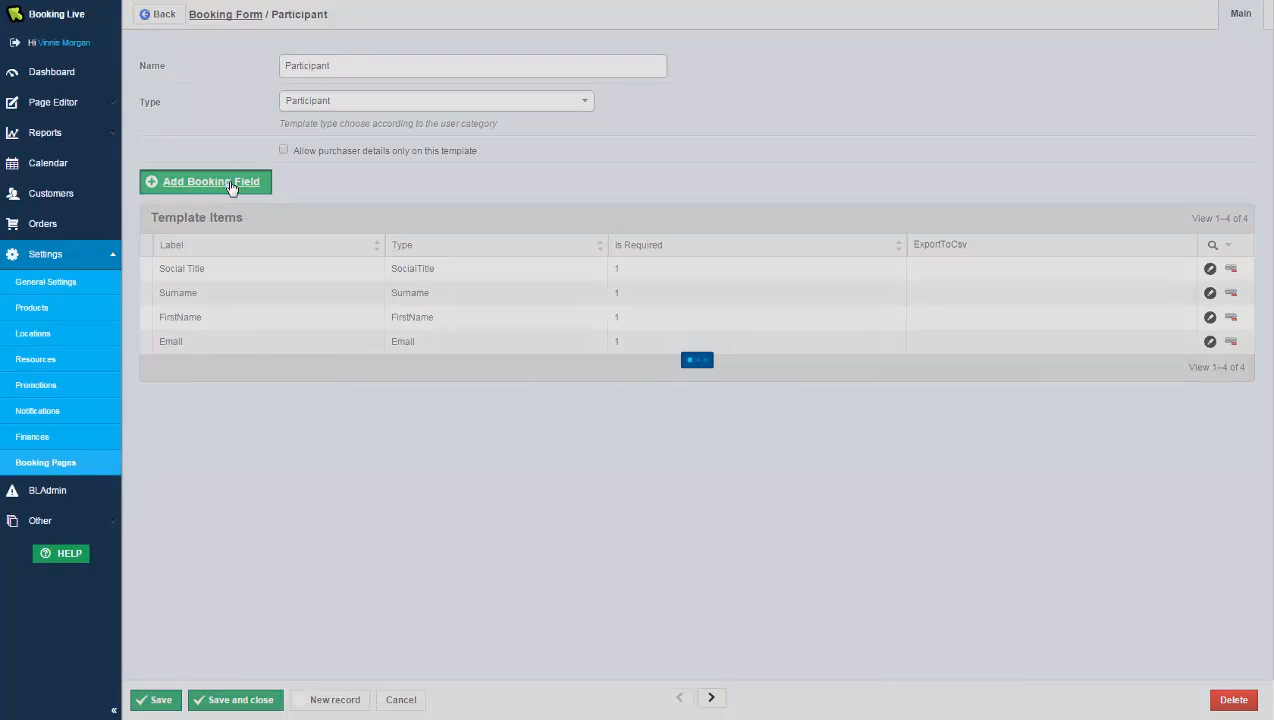 Booking Live
Back
Booking Form / Participant
Main
Hi Vinnie Morgan
Dashboard
Page Editor
Reports
Calendar
Customers
Orders
Settings
General Settings
Products
Locations
Resources
Promotions
Notifications
Finances
Booking Pages
BLAdmin
Other
HELP
«
Name
Participant
Type
Participant
Template type choose according to the user category
Allow purchaser details only on this template
Add Booking Field
Template Items
View 1–4 of 4
Label Type Is Required ExportToCsv
Social Title SocialTitle 1
Surname Surname 1
FirstName FirstName 1
Email Email 1
View 1–4 of 4
Save
Save and close
New record
Cancel
Delete